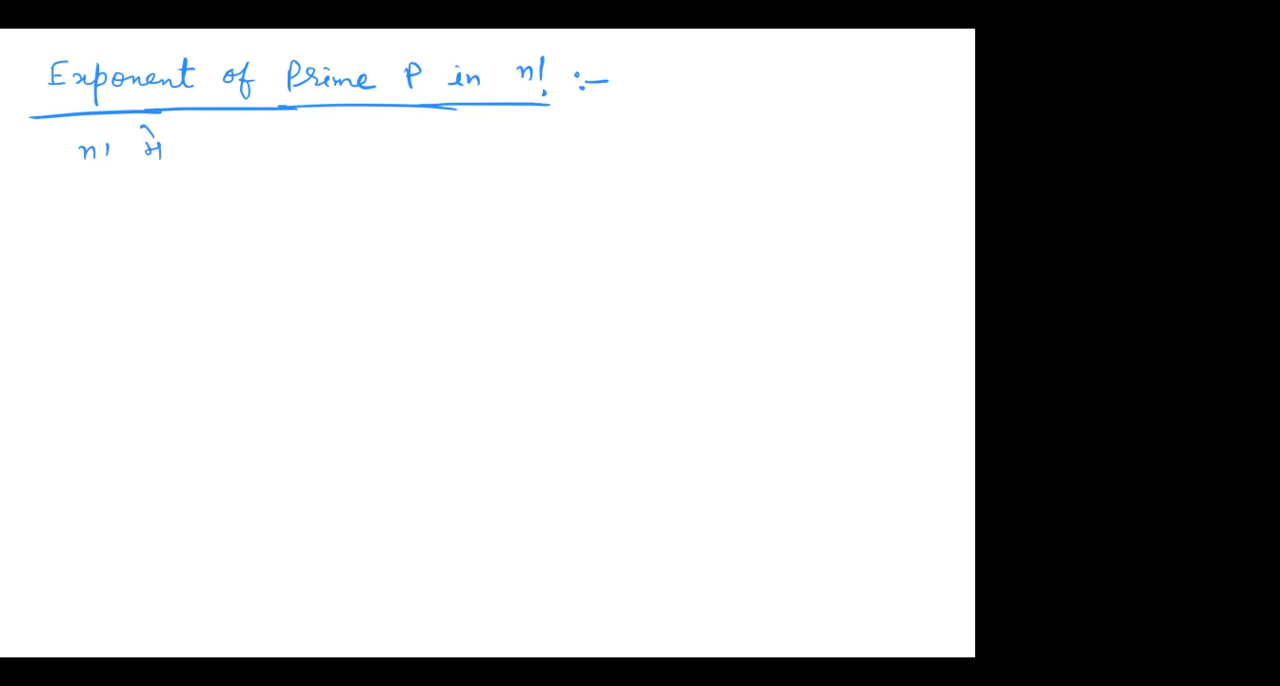 Exponent of Prime P in n! :-
n! मे